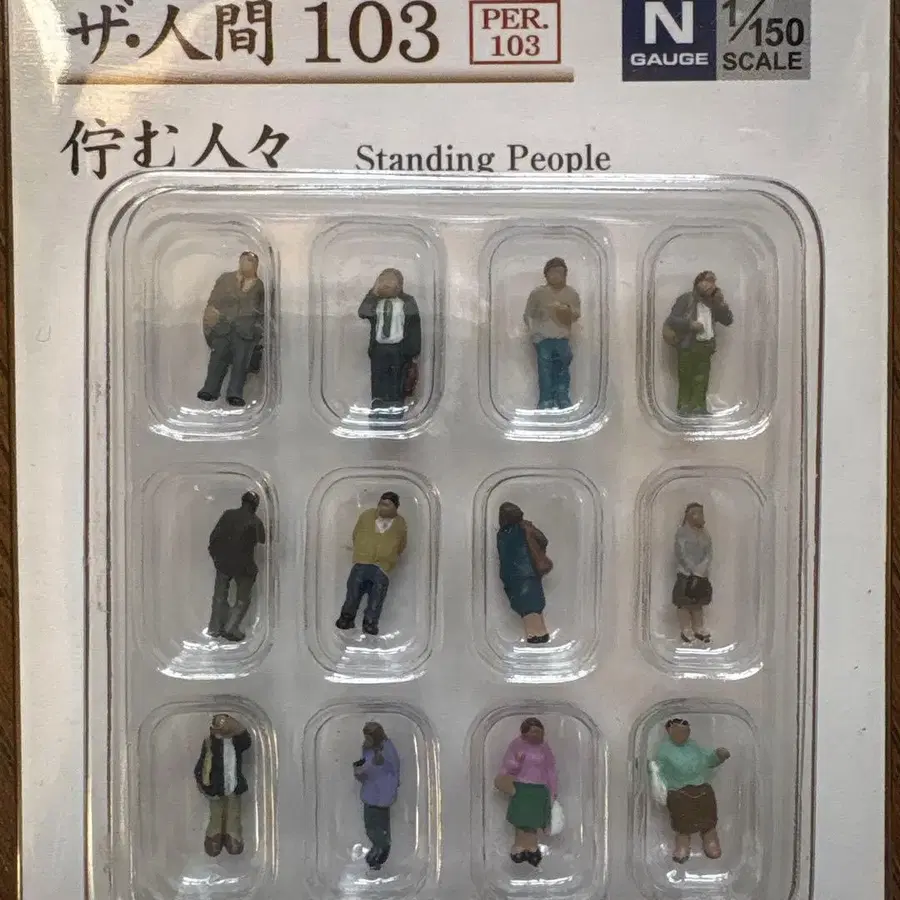 ザ・人間 103
PER.
103
N
GAUGE
1/150
SCALE
佇む人々
Standing People